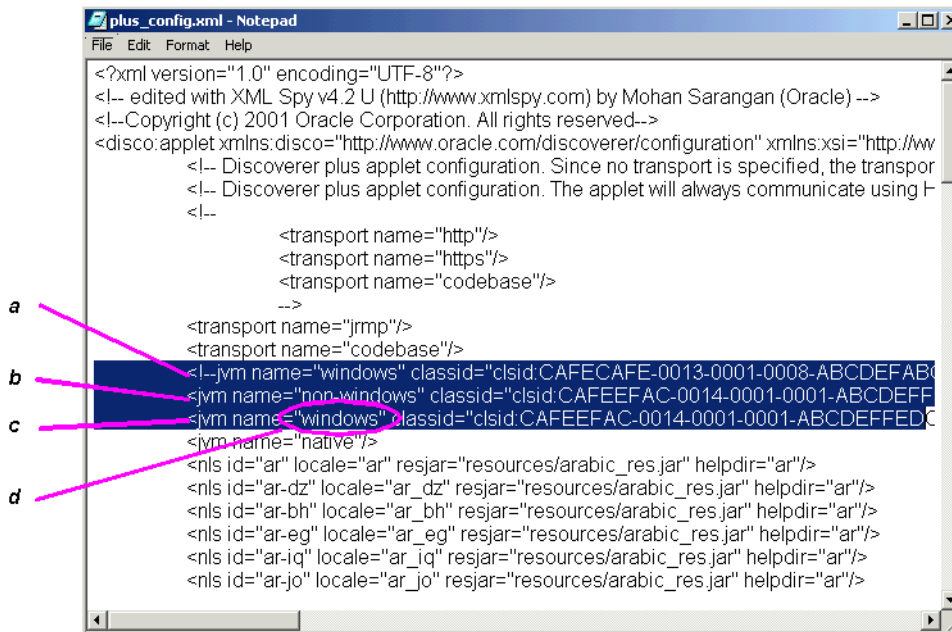 plus_config.xml - Notepad
File Edit Format Help
<?xml version="1.0" encoding="UTF-8"?>
<!-- edited with XML Spy v4.2 U (http://www.xmlspy.com) by Mohan Sarangan (Oracle) -->
<!--Copyright (c) 2001 Oracle Corporation. All rights reserved-->
<disco:applet xmlns:disco="http://www.oracle.com/discoverer/configuration" xmlns:xsi="http://ww
<!-- Discoverer plus applet configuration. Since no transport is specified, the transpor
<!-- Discoverer plus applet configuration. The applet will always communicate using H
<!--
<transport name="http"/>
<transport name="https"/>
<transport name="codebase"/>
-->
<transport name="jrmp"/>
<transport name="codebase"/>
a
<!--jvm name="windows" classid="clsid:CAFECAFE-0013-0001-0008-ABCDEFABC
b
<jvm name="non-windows" classid="clsid:CAFEEFAC-0014-0001-0001-ABCDEFF
c
<jvm name="windows" classid="clsid:CAFEEFAC-0014-0001-0001-ABCDEFFEDC
<jvm name="native"/>
<nls id="ar" locale="ar" resjar="resources/arabic_res.jar" helpdir="ar"/>
d
<nls id="ar-dz" locale="ar_dz" resjar="resources/arabic_res.jar" helpdir="ar"/>
<nls id="ar-bh" locale="ar_bh" resjar="resources/arabic_res.jar" helpdir="ar"/>
<nls id="ar-eg" locale="ar_eg" resjar="resources/arabic_res.jar" helpdir="ar"/>
<nls id="ar-iq" locale="ar_iq" resjar="resources/arabic_res.jar" helpdir="ar"/>
<nls id="ar-jo" locale="ar_jo" resjar="resources/arabic_res.jar" helpdir="ar"/>